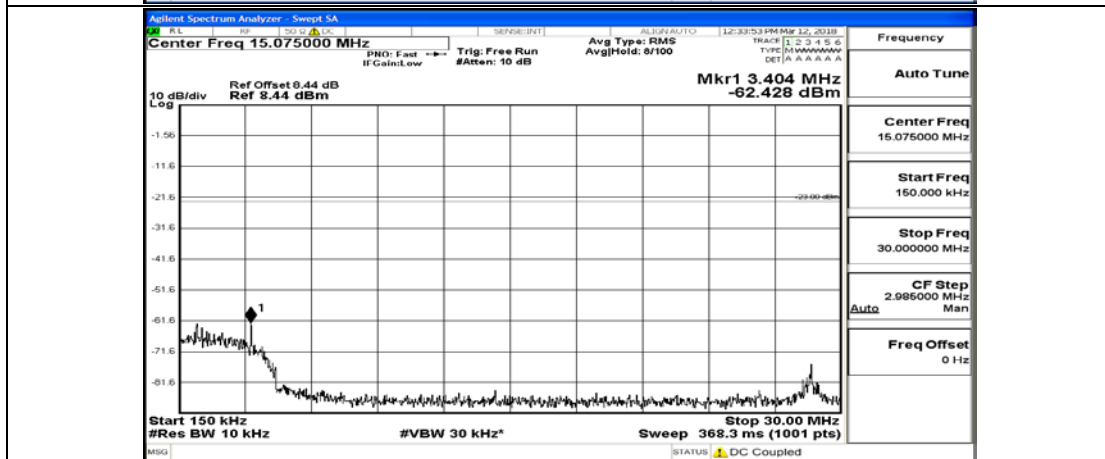 Agilent Spectrum Analyzer - Swept SA
RL RF 50 Ω DC SENSE:INT ALIGN AUTO 12:33:53 PM Mar 12, 2018
Center Freq 15.075000 MHz
PNO: Fast
IFGain:Low
Trig: Free Run
#Atten: 10 dB
Avg Type: RMS
Avg|Hold: 8/100
TRACE 1 2 3 4 5 6
TYPE M WWWWW
DET A A A A A A
Ref Offset 8.44 dB
10 dB/div Ref 8.44 dBm
Log
Mkr1 3.404 MHz
-62.428 dBm
-1.56
-11.6
-21.6
-23.00 dBm
-31.6
-41.6
-51.6
1
-61.6
-71.6
-81.6
Start 150 kHz
Stop 30.00 MHz
#Res BW 10 kHz
#VBW 30 kHz*
Sweep 368.3 ms (1001 pts)
MSG
STATUS DC Coupled
Frequency
Auto Tune
Center Freq
15.075000 MHz
Start Freq
150.000 kHz
Stop Freq
30.000000 MHz
CF Step
2.985000 MHz
Auto Man
Freq Offset
0 Hz